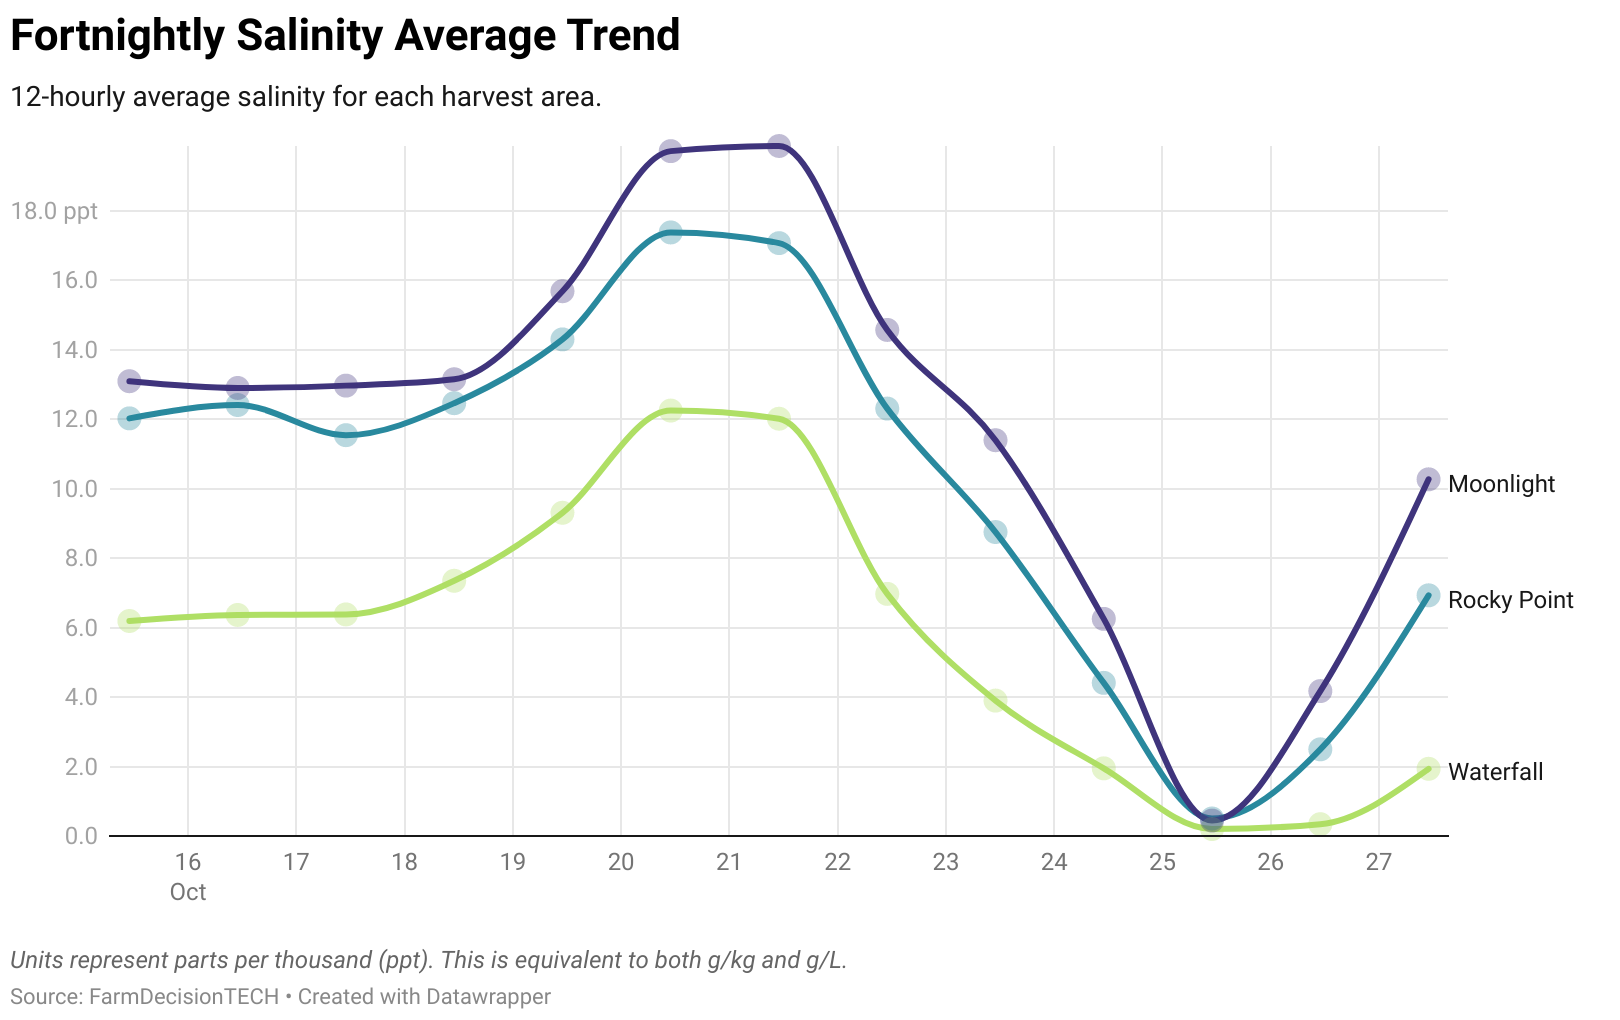 Fortnightly Salinity Average Trend
12-hourly average salinity for each harvest area.
18.0 ppt
16.0
14.0
12.0
10.0
8.0
6.0
4.0
2.0
0.0
Moonlight
Rocky Point
Waterfall
16 17 18 19 20 21 22 23 24 25 26 27
Oct
Units represent parts per thousand (ppt). This is equivalent to both g/kg and g/L.
Source: FarmDecisionTECH • Created with Datawrapper